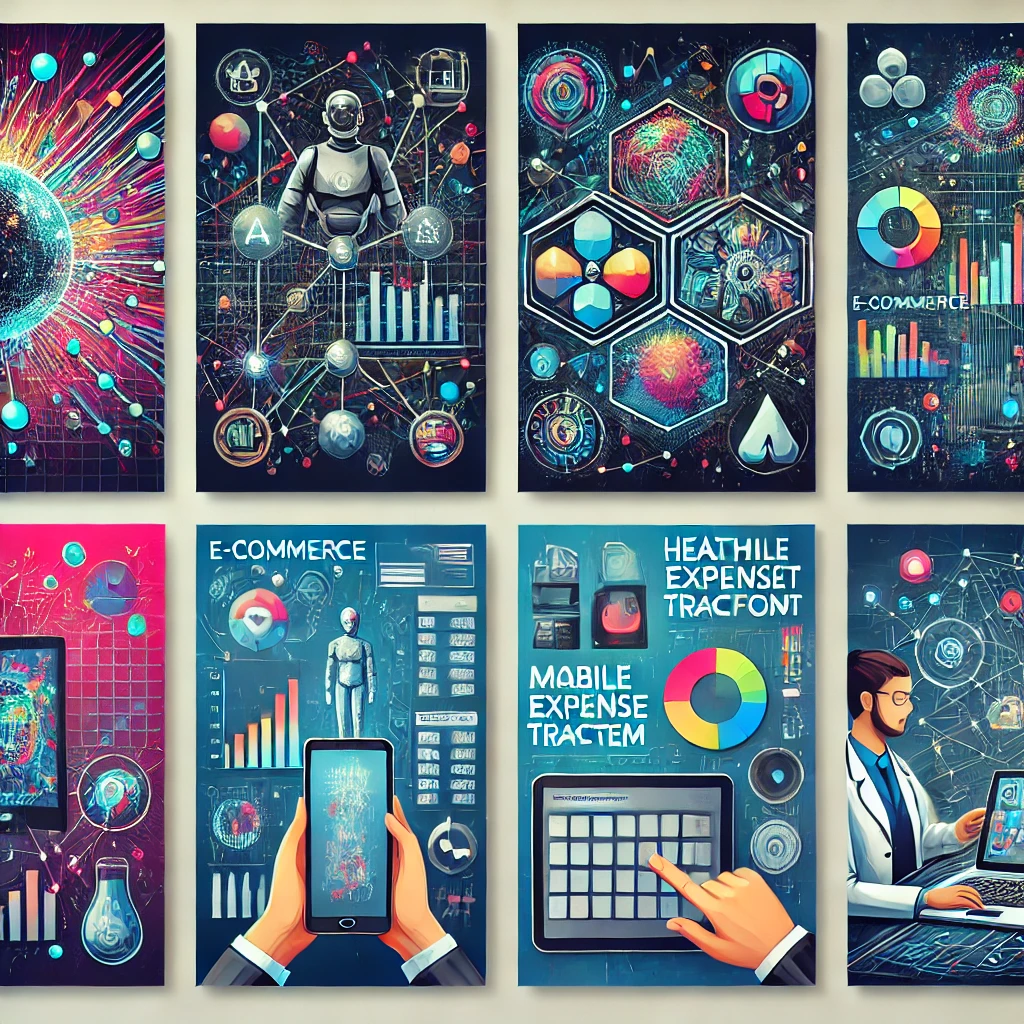 A
E-COMMERCE
E-COMMERCE
HEATHILE
EXPENSET
TRACFONT
MOBILE
EXPENSE
TRACTEM